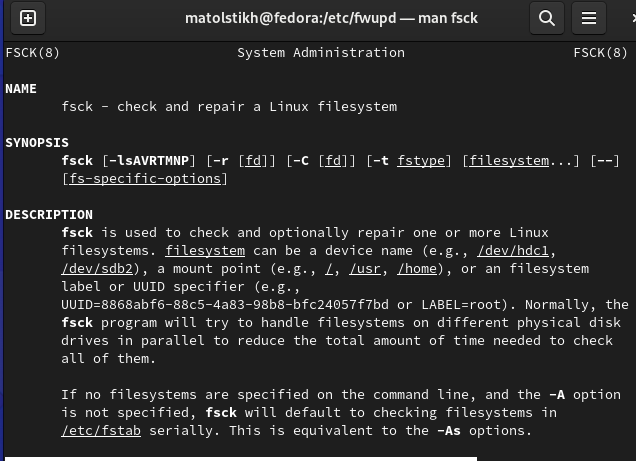 matolstikh@fedora:/etc/fwupd — man fsck
FSCK(8) System Administration FSCK(8)
NAME
fsck - check and repair a Linux filesystem
SYNOPSIS
fsck [-lsAVRTMNP] [-r [fd]] [-C [fd]] [-t fstype] [filesystem...] [--]
[fs-specific-options]
DESCRIPTION
fsck is used to check and optionally repair one or more Linux
filesystems. filesystem can be a device name (e.g., /dev/hdc1,
/dev/sdb2), a mount point (e.g., /, /usr, /home), or an filesystem
label or UUID specifier (e.g.,
UUID=8868abf6-88c5-4a83-98b8-bfc24057f7bd or LABEL=root). Normally, the
fsck program will try to handle filesystems on different physical disk
drives in parallel to reduce the total amount of time needed to check
all of them.
If no filesystems are specified on the command line, and the -A option
is not specified, fsck will default to checking filesystems in
/etc/fstab serially. This is equivalent to the -As options.